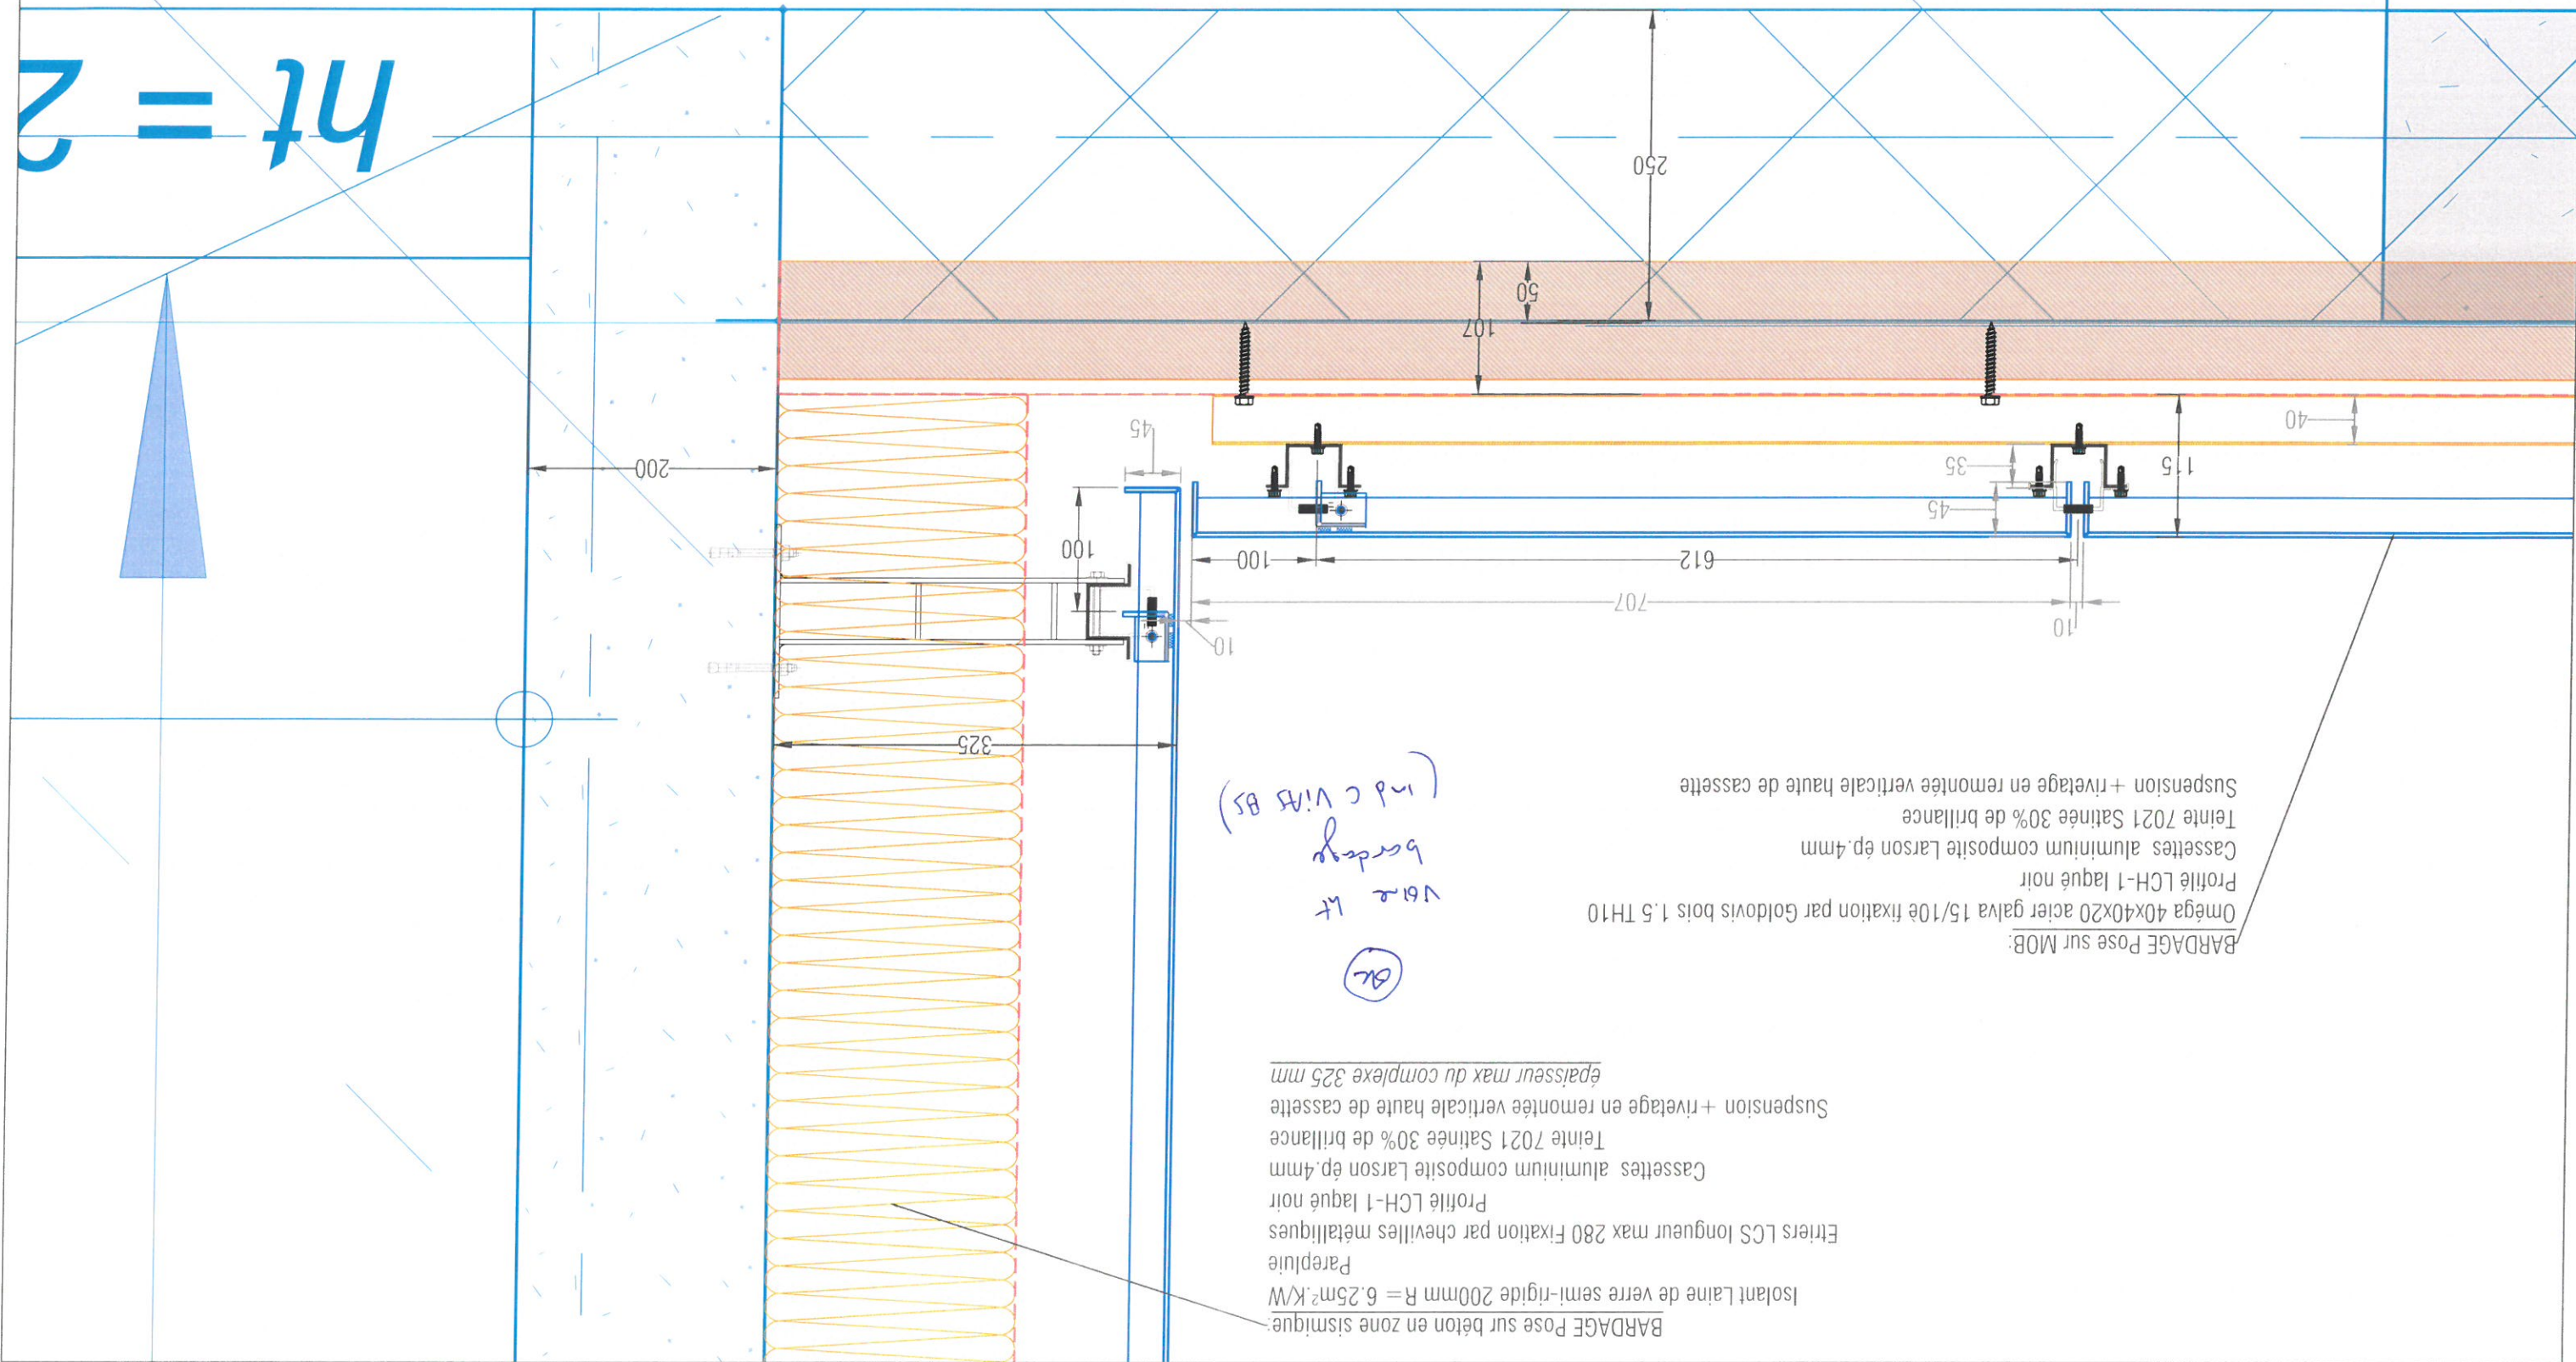 BARDAGE Pose sur béton en zone sismique:
Isolant Laine de verre semi-rigide 200mm R= 6.25m².K/W
Parepluie
Etriers LCS longueur max 280 Fixation par chevilles métalliques
Profilé LCH-1 laqué noir
Cassettes aluminium composite Larson ép.4mm
Teinte 7021 Satinée 30% de brillance
Suspension +rivetage en remontée verticale haute de cassette
épaisseur max du complexe 325 mm
BARDAGE Pose sur MOB:
Oméga 40x40x20 acier galva 15/10è fixation par Goldovis bois 1.5 TH10
Profilé LCH-1 laqué noir
Cassettes aluminium composite Larson ép.4mm
Teinte 7021 Satinée 30% de brillance
Suspension +rivetage en remontée verticale haute de cassette
bardage
325
10
707
10
612
100
100
45
35
115
45
40
200
107
50
250
ht = 2